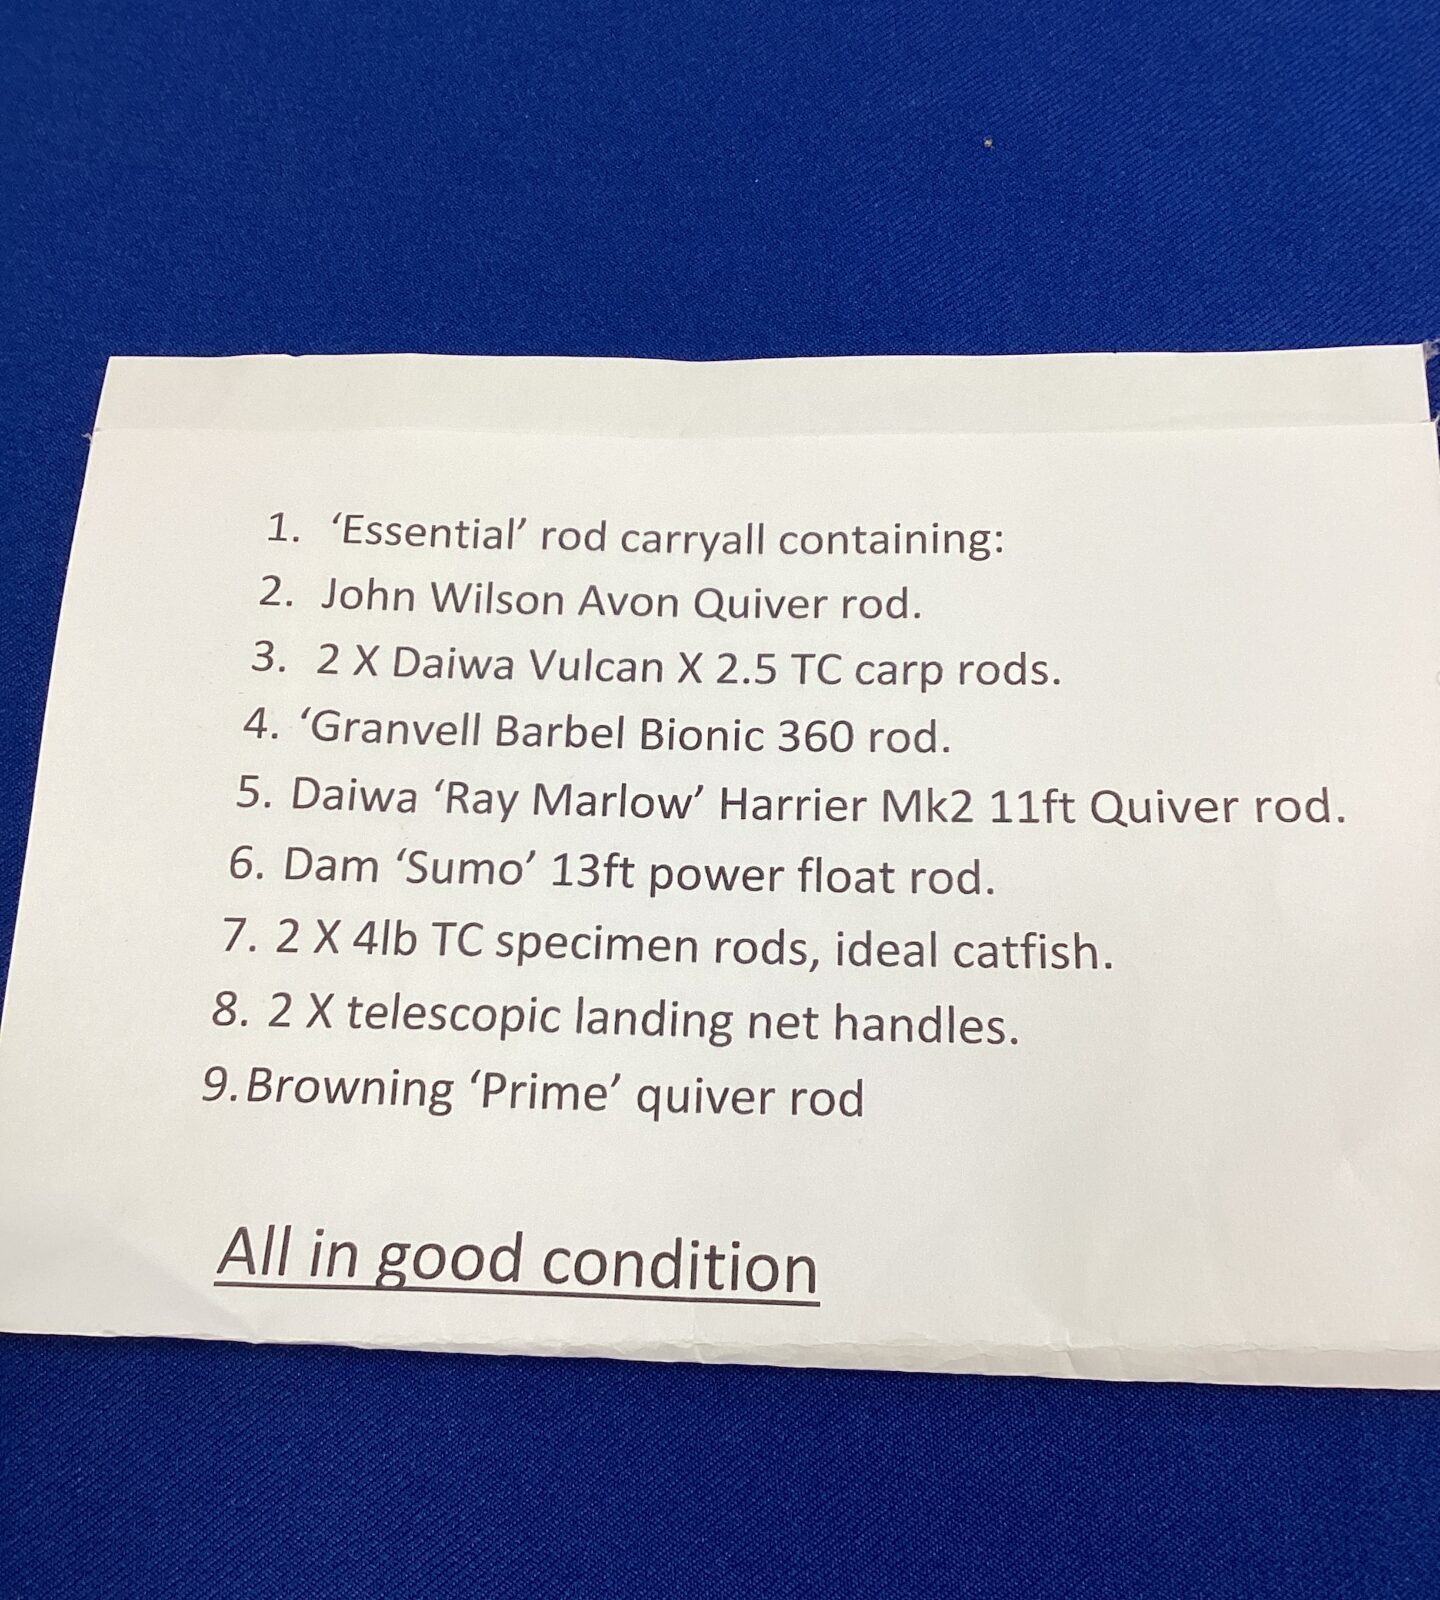 1. ‘Essential’ rod carryall containing:
2. John Wilson Avon Quiver rod.
3. 2 X Daiwa Vulcan X 2.5 TC carp rods.
4. ‘Granvell Barbel Bionic 360 rod.
5. Daiwa ‘Ray Marlow’ Harrier Mk2 11ft Quiver rod.
6. Dam ‘Sumo’ 13ft power float rod.
7. 2 X 4lb TC specimen rods, ideal catfish.
8. 2 X telescopic landing net handles.
9. Browning ‘Prime’ quiver rod
All in good condition